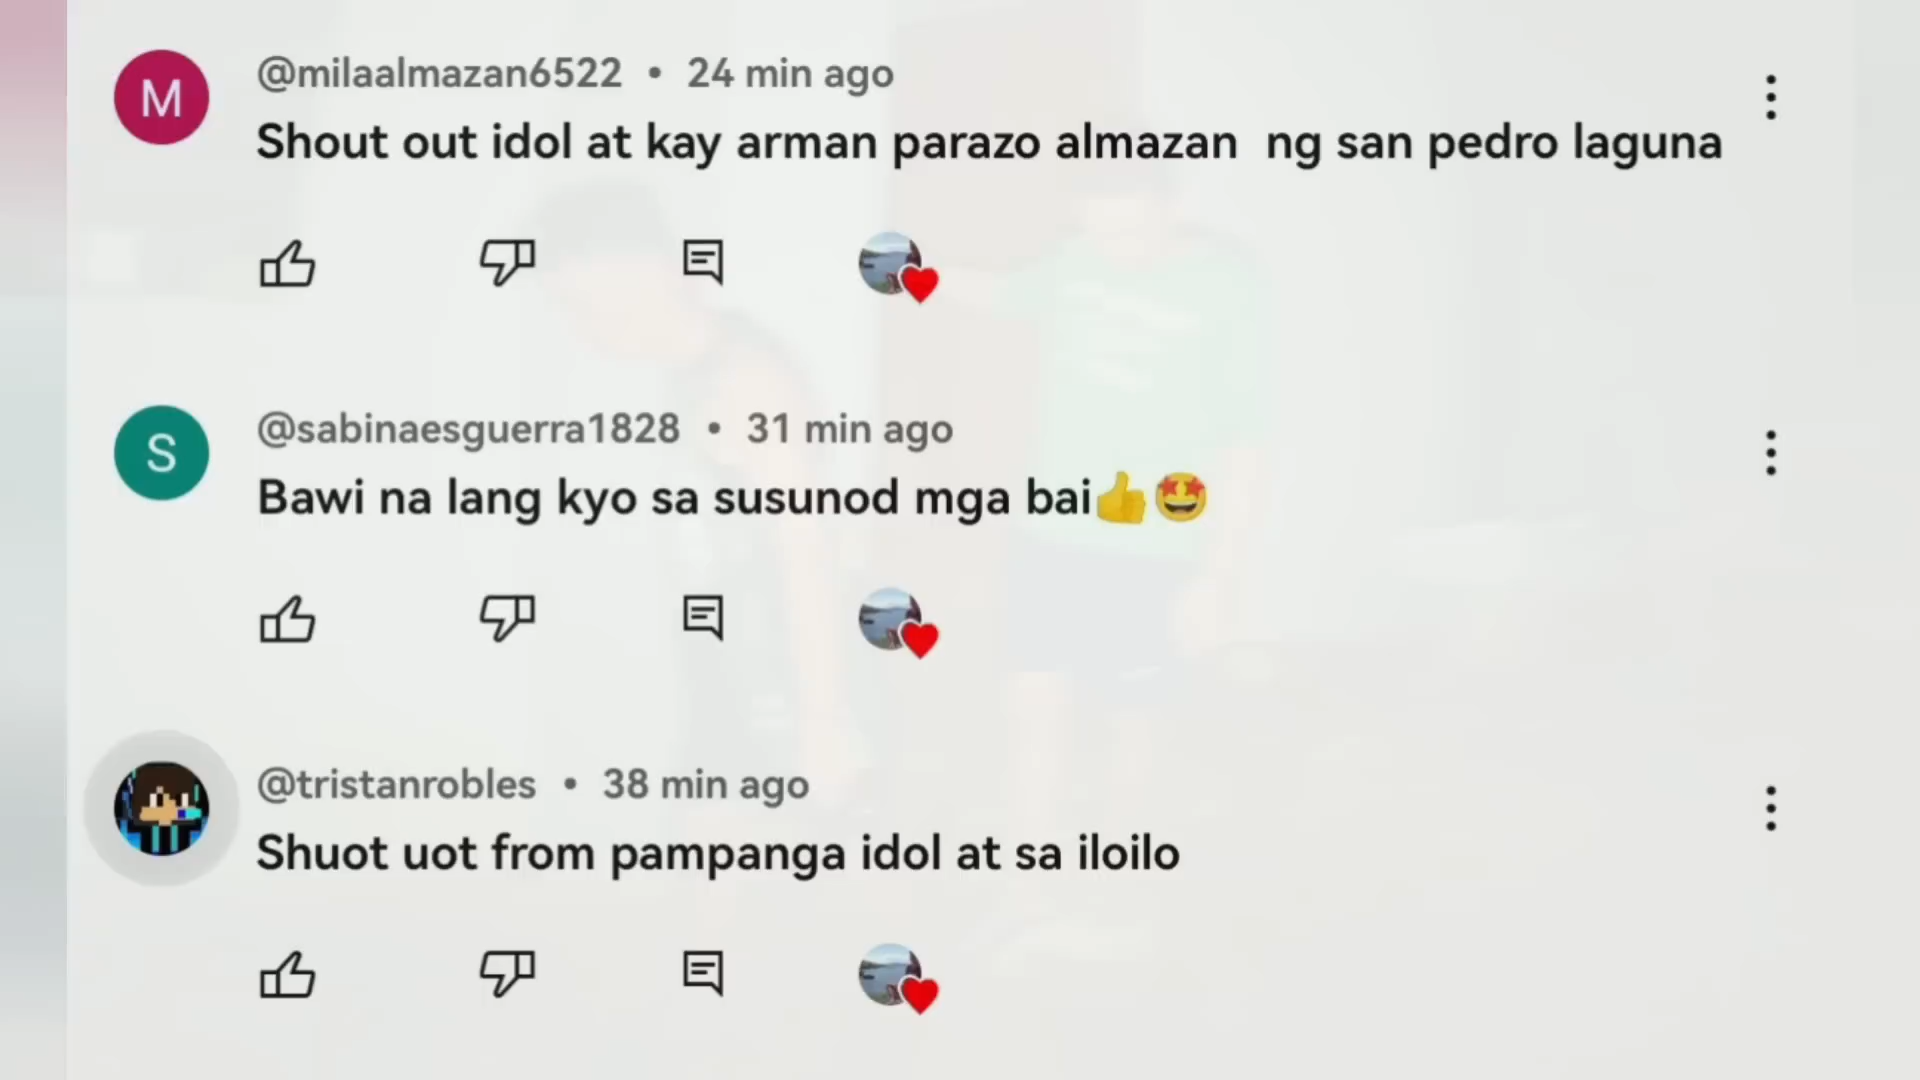 M
@milaalmazan6522 • 24 min ago
Shout out idol at kay arman parazo almazan ng san pedro laguna
S
@sabinaesguerra1828 • 31 min ago
Bawi na lang kyo sa susunod mga bai👍🤩
@tristanrobles • 38 min ago
Shuot uot from pampanga idol at sa iloilo